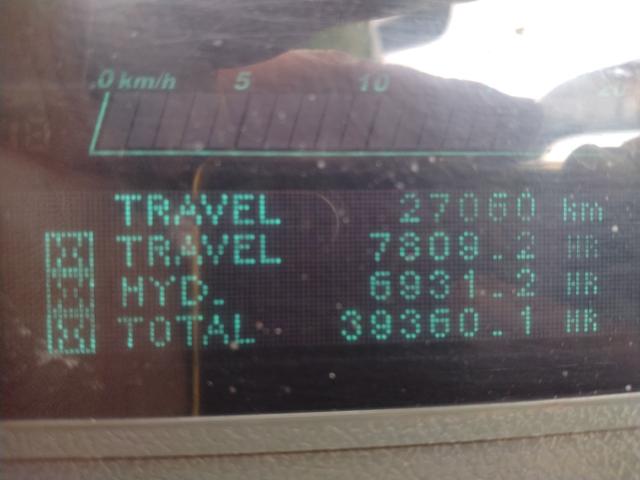 0 km/h 5 10 20
TRAVEL 27060 km
TRAVEL 7809.2 HR
HYD. 6931.2 HR
TOTAL 39360.1 HR